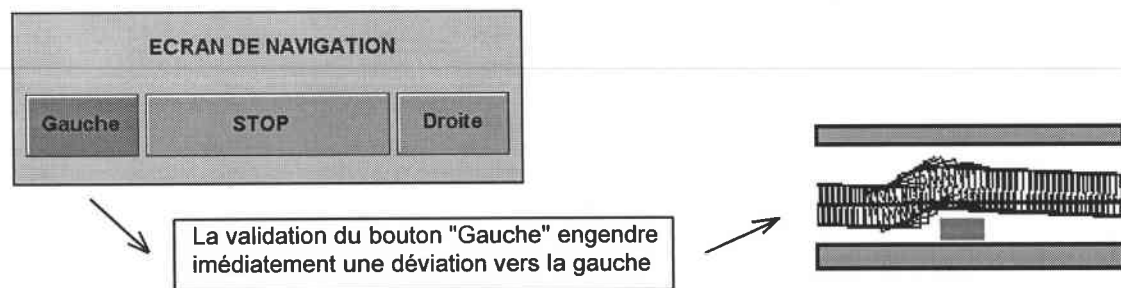 ECRAN DE NAVIGATION
Gauche STOP Droite
La validation du bouton "Gauche" engendre
imédiatement une déviation vers la gauche